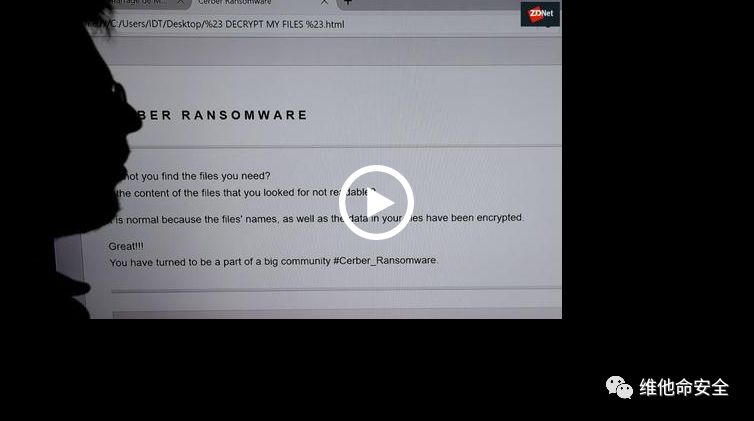 Cerber Ransomware
C:/Users/iDT/Desktop/%23 DECRYPT MY FILES %23.html
ZDNet
BER RANSOMWARE
not you find the files you need?
the content of the files that you looked for not readable?
is normal because the files' names, as well as the data in your files have been encrypted.
Great!!!
You have turned to be a part of a big community #Cerber_Ransomware.
维他命安全